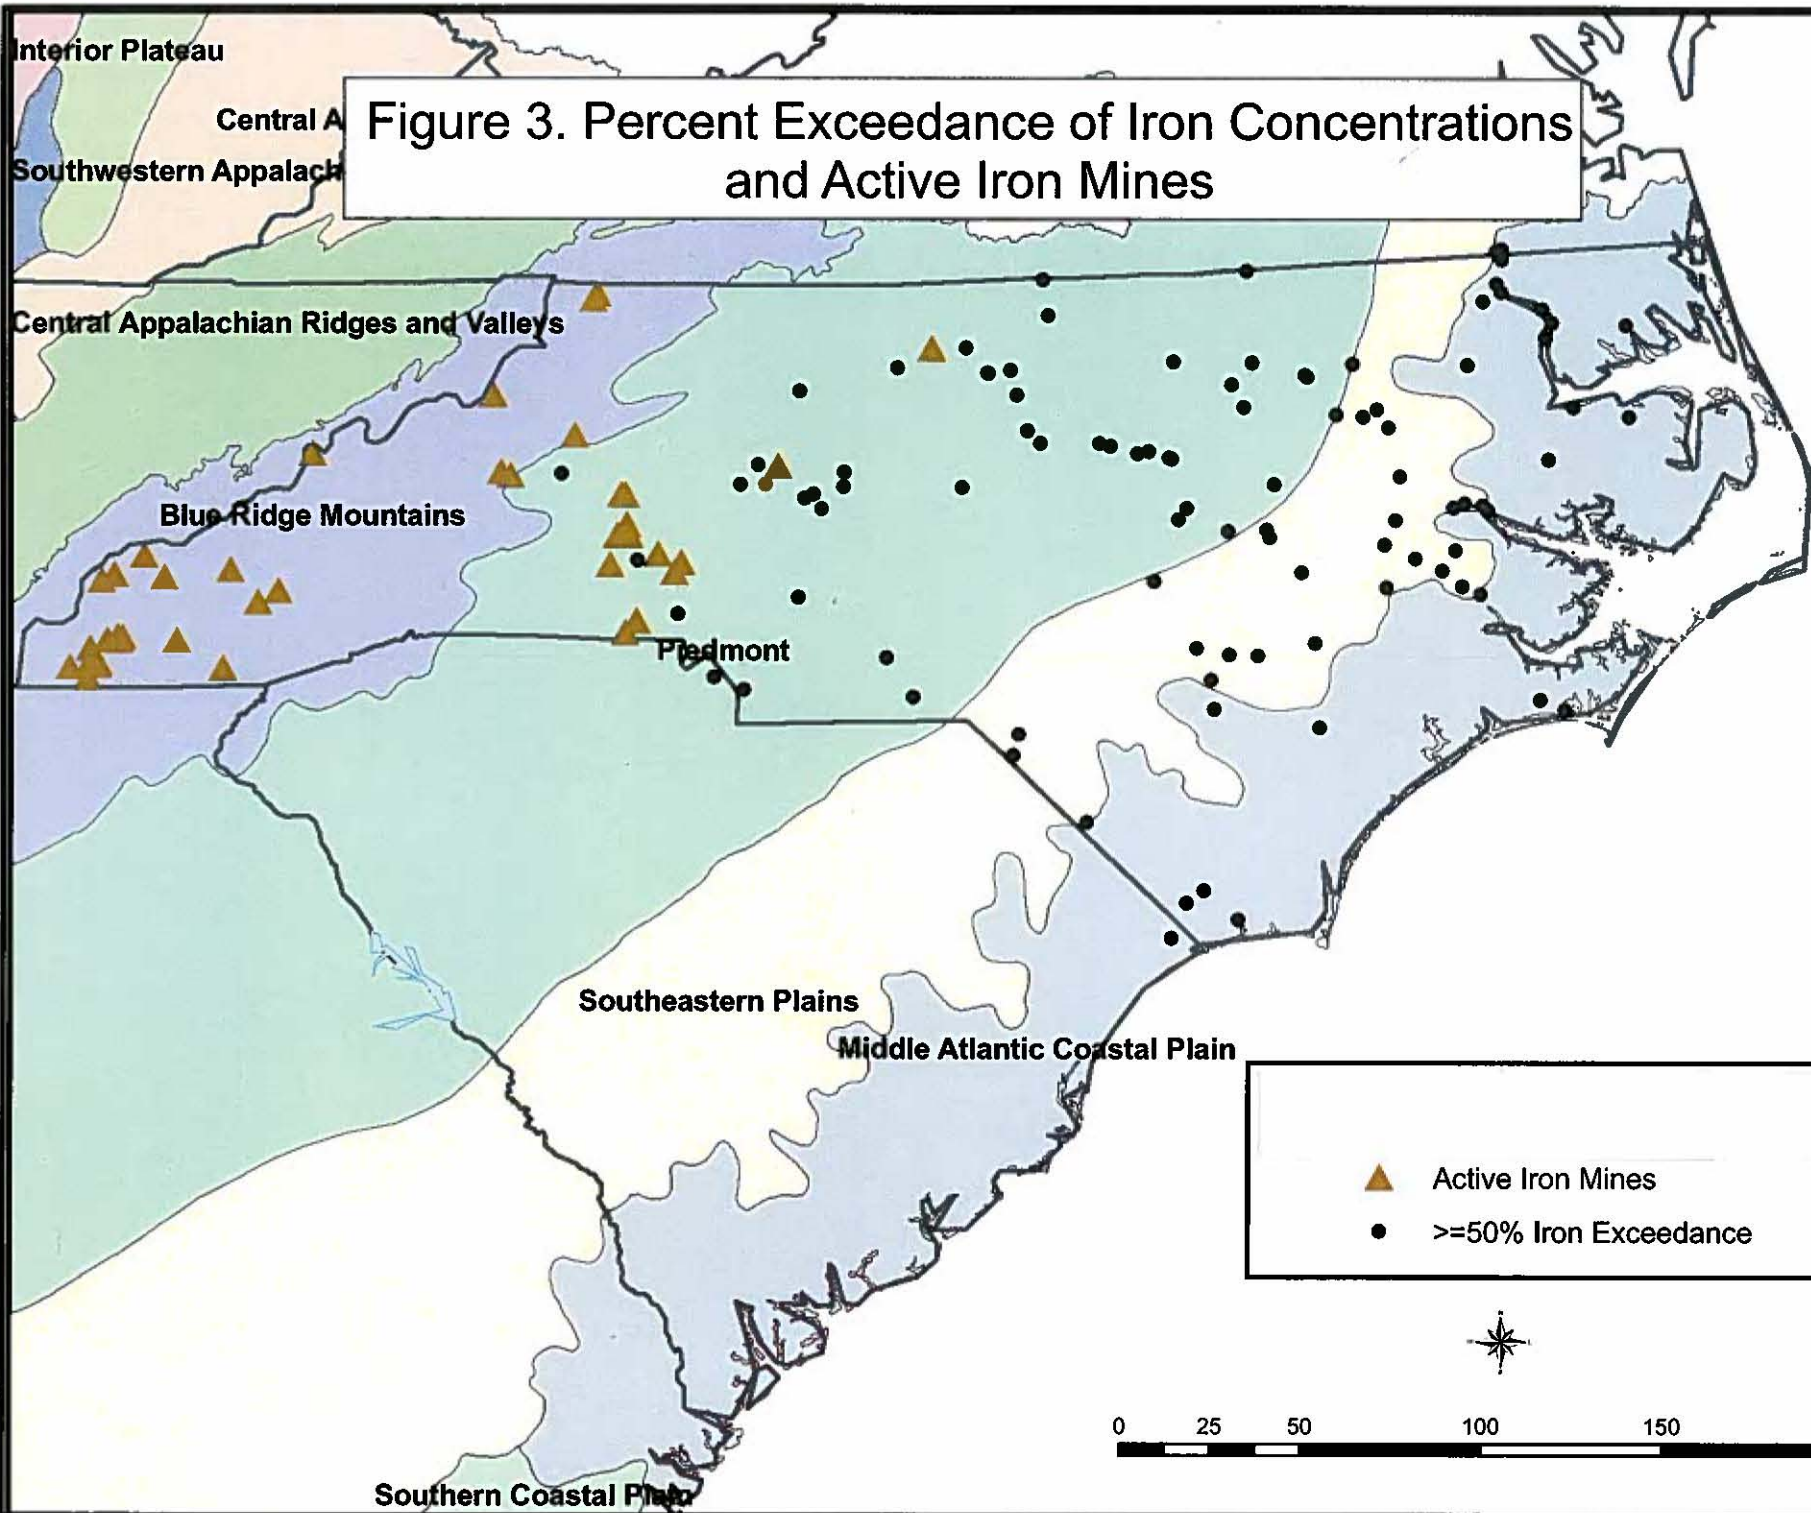 Interior Plateau
Central A
Figure 3. Percent Exceedance of Iron Concentrations
and Active Iron Mines
Southwestern Appalach
Central Appalachian Ridges and Valleys
Blue Ridge Mountains
Piedmont
Southeastern Plains
Middle Atlantic Coastal Plain
Active Iron Mines
>=50% Iron Exceedance
0 25 50 100 150
Southern Coastal Plain